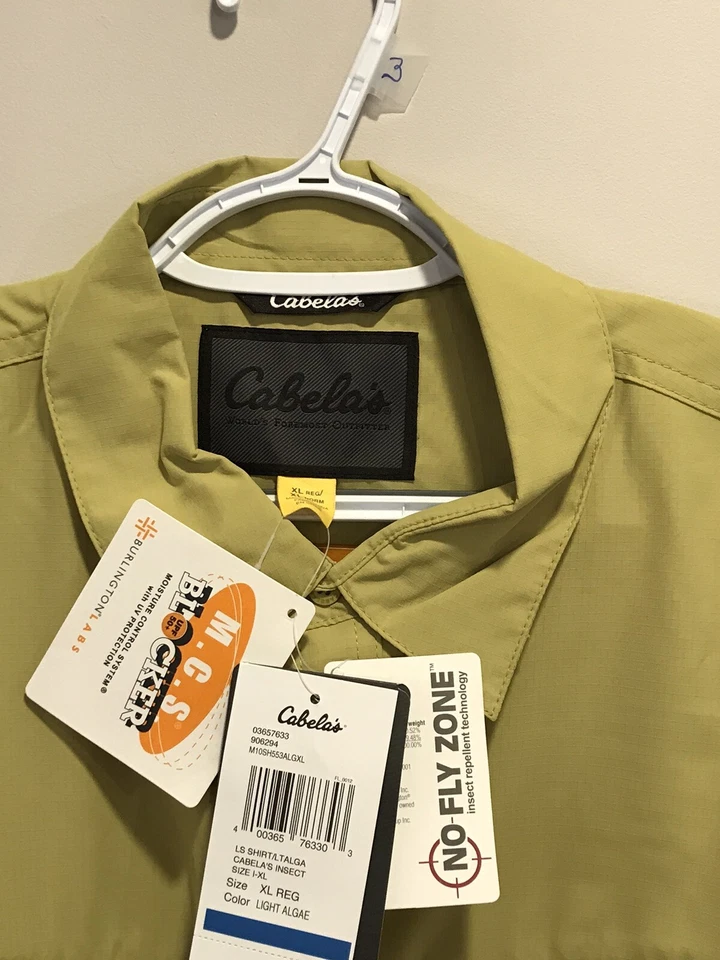 3
Cabela's
Cabela's
WORLD'S FOREMOST OUTFITTER
XL REG/
BURLINGTON LABS
MOISTURE CONTROL SYSTEM®
with UV PROTECTION
M.C.S®
BLOCKER
UPF
50+
Cabela's®
03657633
906294
M10SH553ALGXL
FL_0012
4 00365 76330 3
LS SHIRT/LTALGA
CABELA'S INSECT
SIZE I-XL
Size XL REG
Color LIGHT ALGAE
NO-FLY ZONE™
insect repellent technology